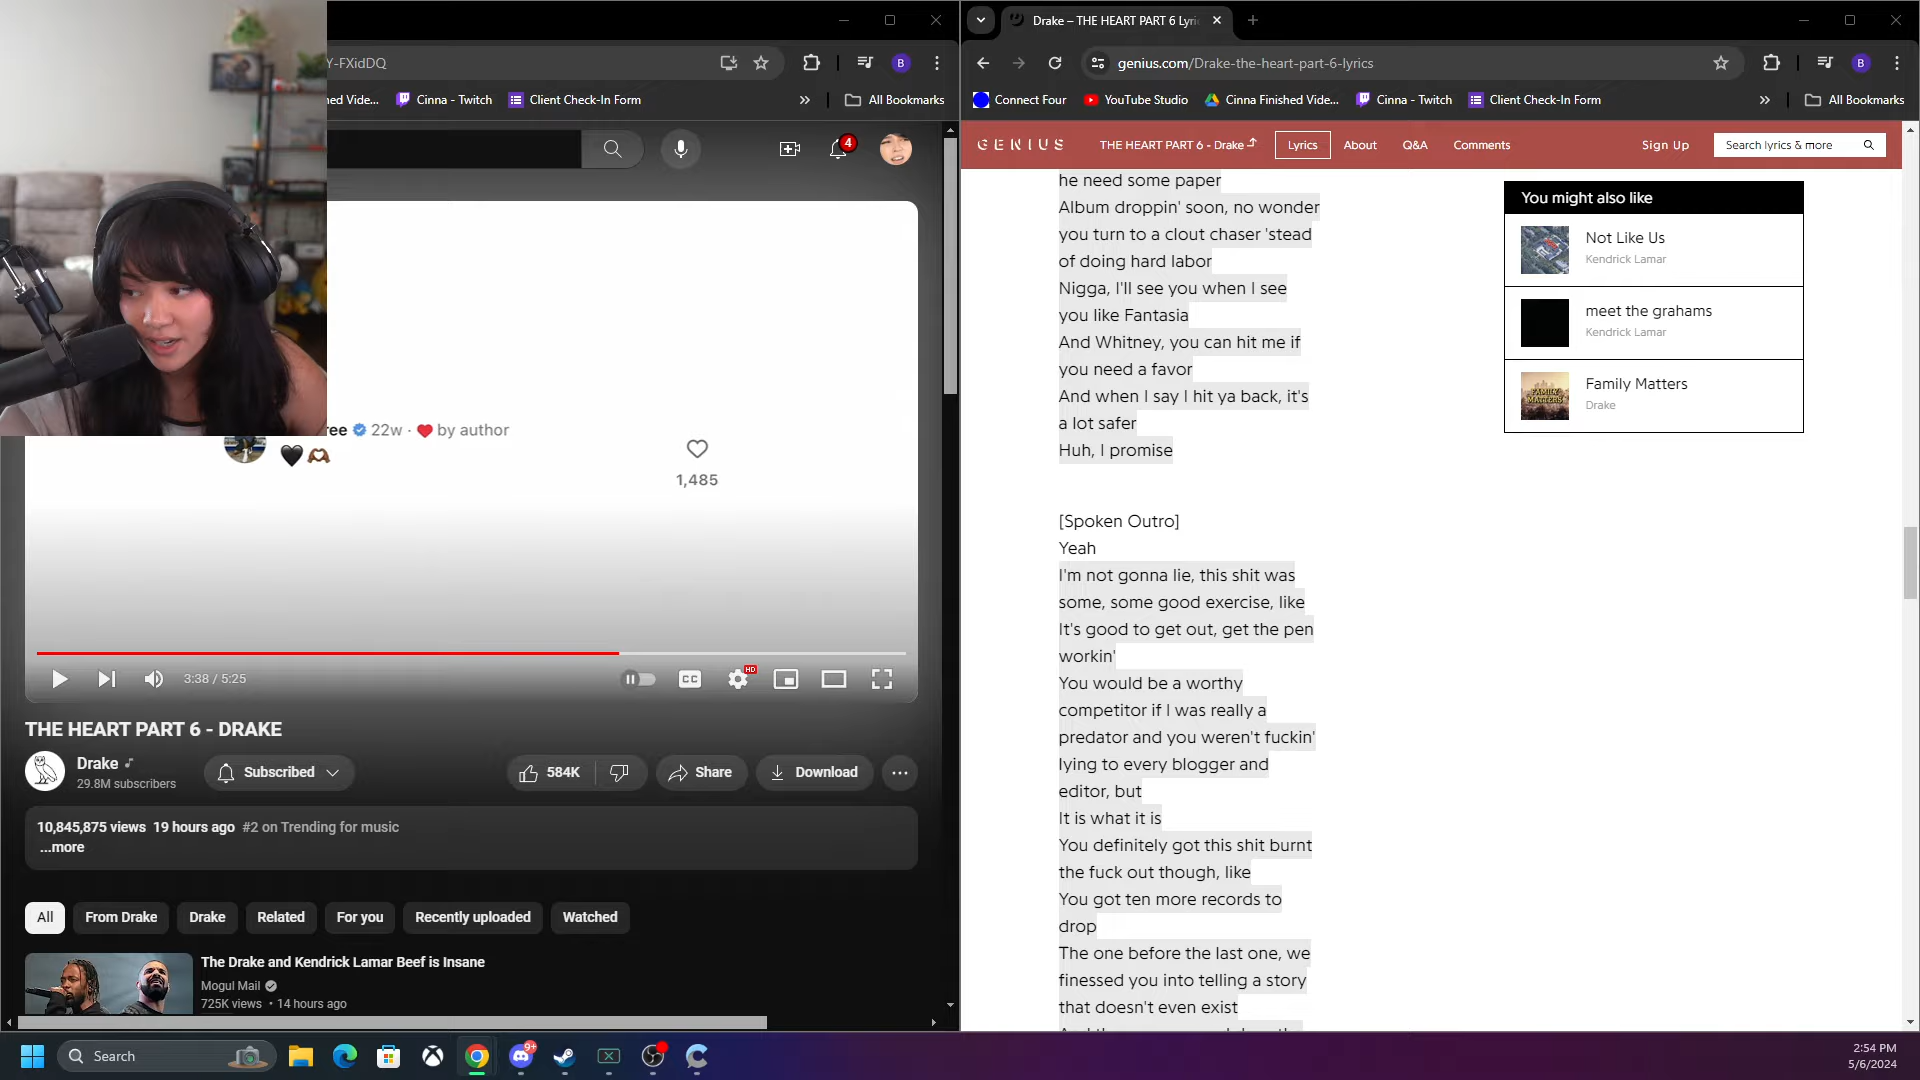 Y-FXidDQ
B
ned Vide...
Cinna - Twitch
Client Check-In Form
All Bookmarks
4
ree 22w · by author
1,485
3:38 / 5:25
CC
HD
THE HEART PART 6 - DRAKE
Drake
29.8M subscribers
Subscribed
584K
Share
Download
10,845,875 views 19 hours ago #2 on Trending for music
...more
All
From Drake
Drake
Related
For you
Recently uploaded
Watched
The Drake and Kendrick Lamar Beef is Insane
Mogul Mail
725K views • 14 hours ago
Drake – THE HEART PART 6 Lyri
genius.com/Drake-the-heart-part-6-lyrics
B
Connect Four
YouTube Studio
Cinna Finished Vide...
Cinna - Twitch
Client Check-In Form
All Bookmarks
GENIUS
THE HEART PART 6 - Drake
Lyrics
About
Q&A
Comments
Sign Up
Search lyrics & more
he need some paper
Album droppin' soon, no wonder
you turn to a clout chaser 'stead
of doing hard labor
Nigga, I'll see you when I see
you like Fantasia
And Whitney, you can hit me if
you need a favor
And when I say I hit ya back, it's
a lot safer
Huh, I promise
[Spoken Outro]
Yeah
I'm not gonna lie, this shit was
some, some good exercise, like
It's good to get out, get the pen
workin'
You would be a worthy
competitor if I was really a
predator and you weren't fuckin'
lying to every blogger and
editor, but
It is what it is
You definitely got this shit burnt
the fuck out though, like
You got ten more records to
drop
The one before the last one, we
finessed you into telling a story
that doesn't even exist
You might also like
Not Like Us
Kendrick Lamar
meet the grahams
Kendrick Lamar
Family Matters
Drake
FAMILY MATTERS
Search
9+
2:54 PM
5/6/2024